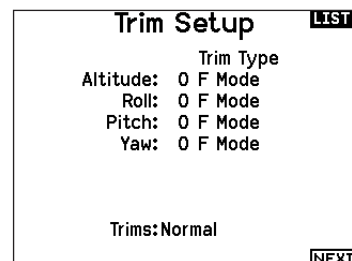 Trim Setup
LIST
Trim Type
Altitude: 0 F Mode
Roll: 0 F Mode
Pitch: 0 F Mode
Yaw: 0 F Mode
Trims:Normal
NEXT